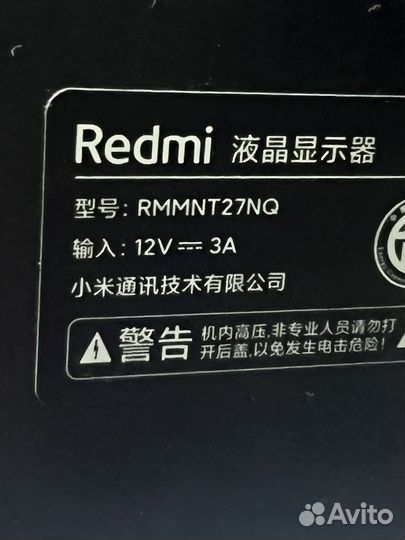 Redmi 液晶显示器
型号: RMMNT27NQ
输入: 12V⎓3A
小米通讯技术有限公司
警告 机内高压,非专业人员请勿打
开后盖,以免发生电击危险!
Avito